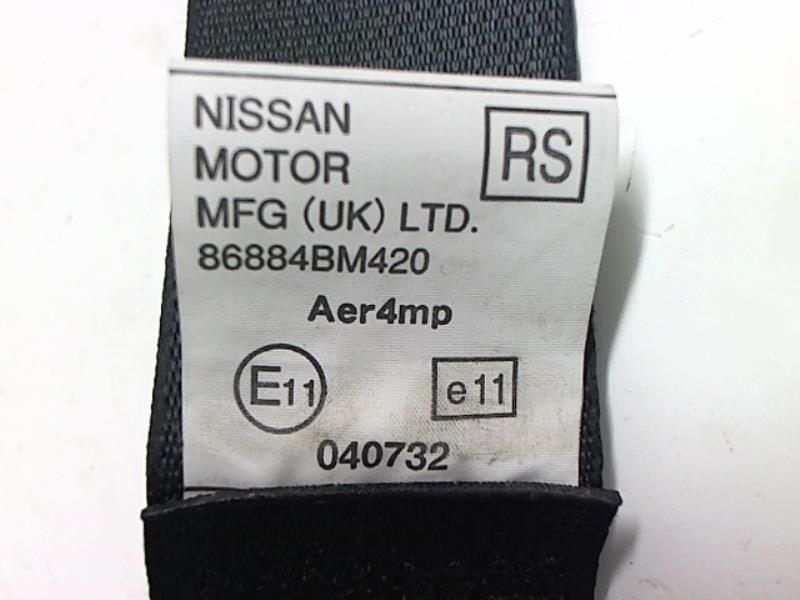 NISSAN
MOTOR
RS
MFG (UK) LTD.
86884BM420
Aer4mp
E11
e11
040732